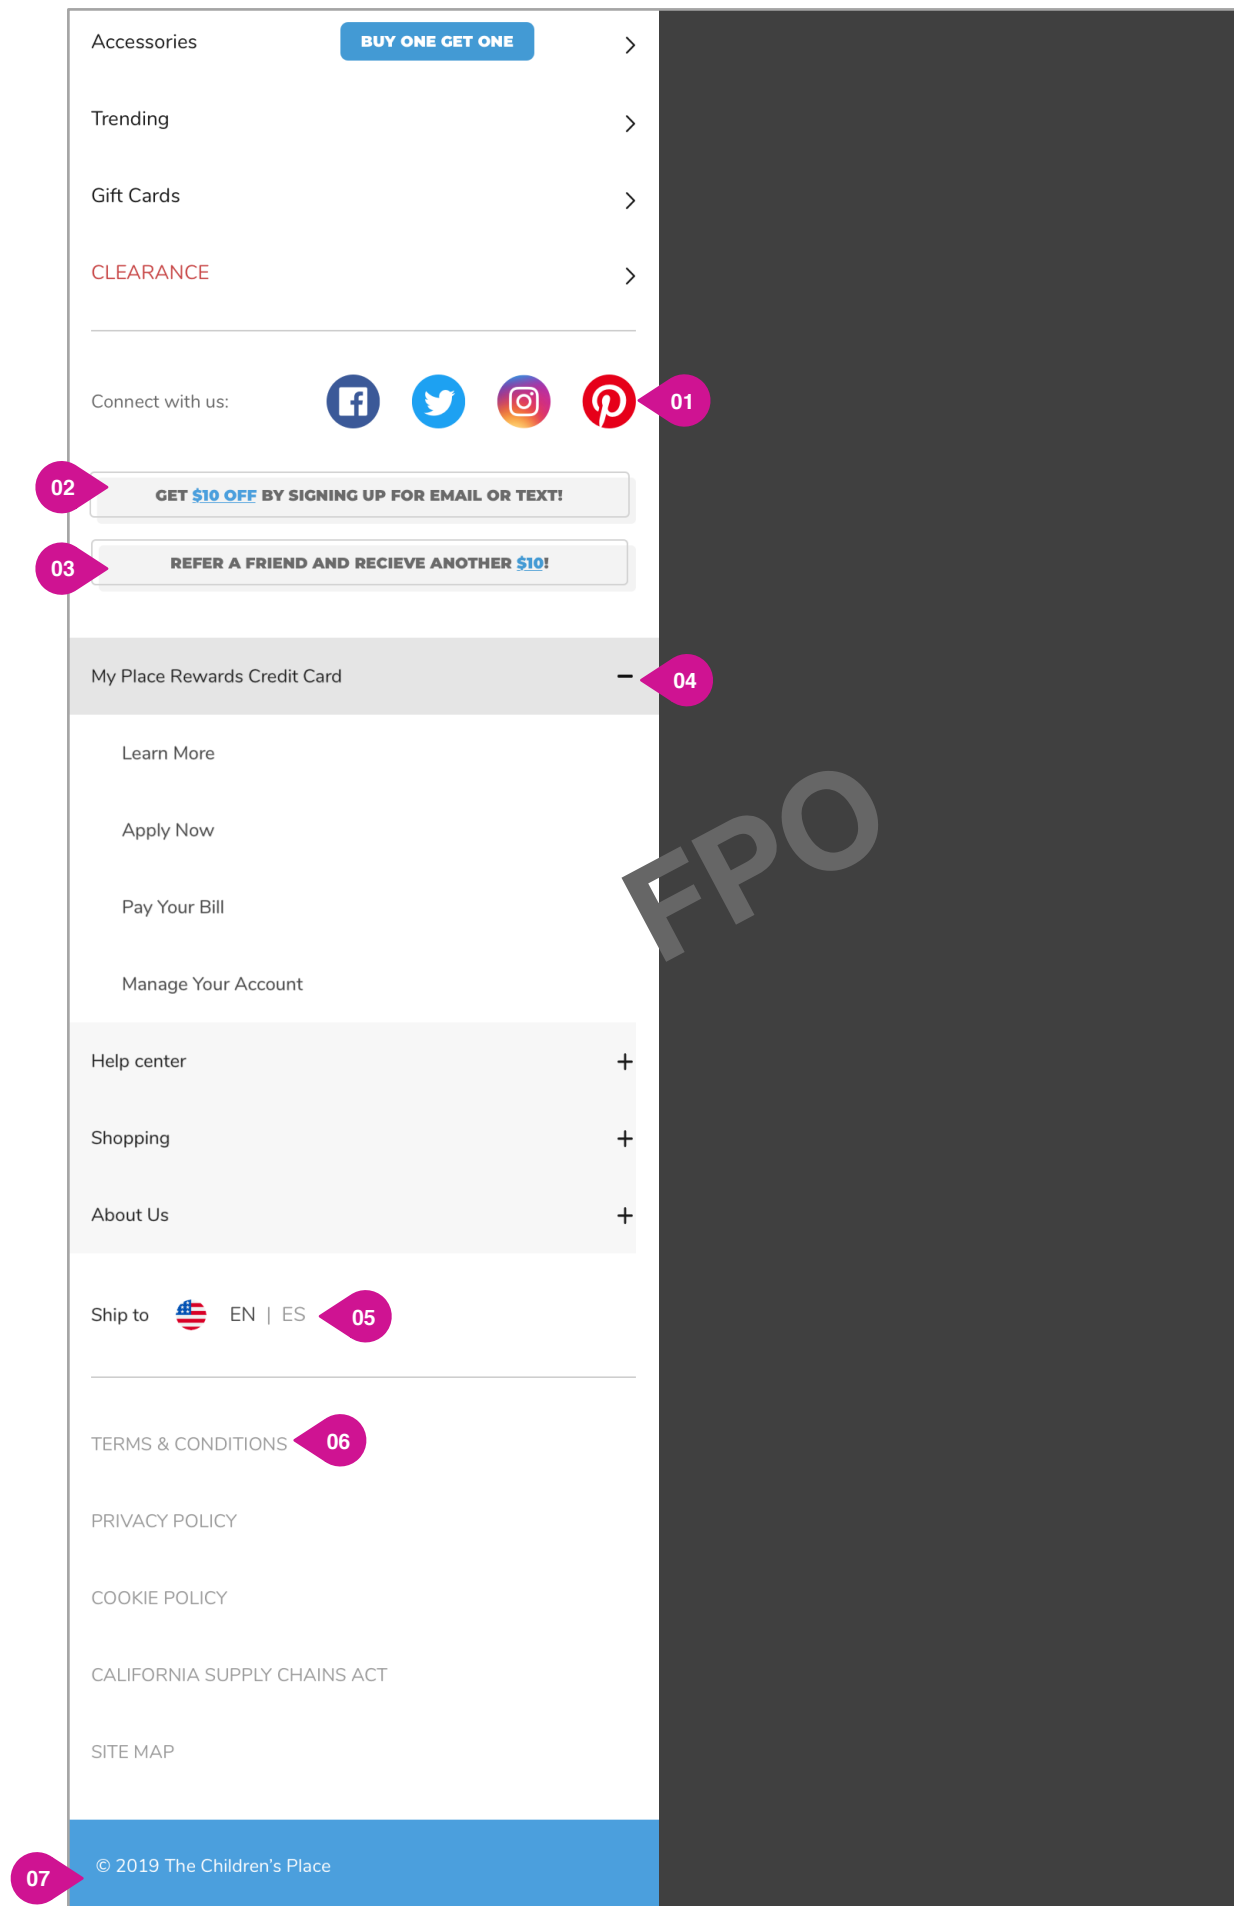 Accessories BUY ONE GET ONE
Trending
Gift Cards
CLEARANCE
Connect with us: 01
02 GET $10 OFF BY SIGNING UP FOR EMAIL OR TEXT!
03 REFER A FRIEND AND RECIEVE ANOTHER $10!
My Place Rewards Credit Card 04
Learn More
Apply Now
FPO
Pay Your Bill
Manage Your Account
Help center
Shopping
About Us
Ship to EN | ES 05
TERMS & CONDITIONS 06
PRIVACY POLICY
COOKIE POLICY
CALIFORNIA SUPPLY CHAINS ACT
SITE MAP
07 © 2019 The Children's Place